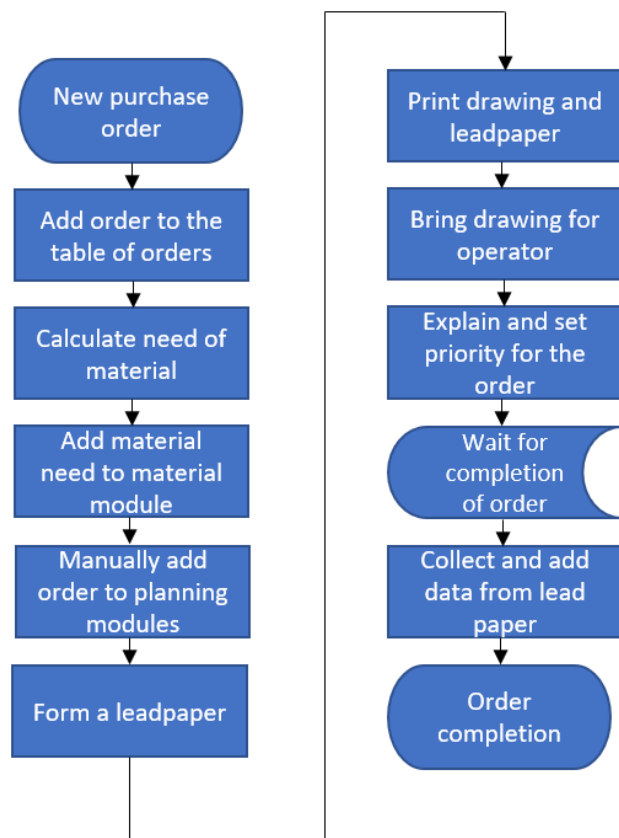 New purchase
order
Add order to the
table of orders
Calculate need of
material
Add material
need to material
module
Manually add
order to planning
modules
Form a leadpaper
Print drawing and
leadpaper
Bring drawing for
operator
Explain and set
priority for the
order
Wait for
completion
of order
Collect and add
data from lead
paper
Order
completion